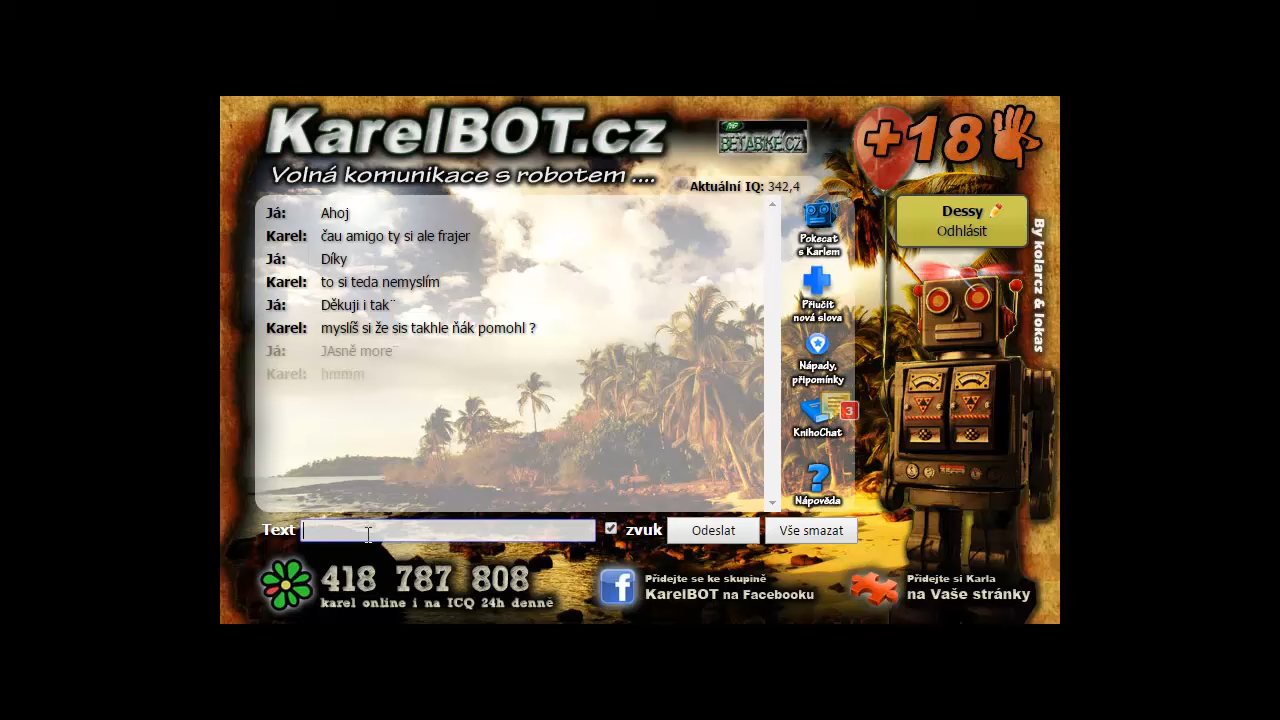 KarelBOT.cz
Volná komunikace s robotem ....
BETABIKE.CZ
+18
Aktuální IQ: 342,4
Já: Ahoj
Karel: čau amigo ty si ale frajer
Já: Díky
Karel: to si teda nemyslím
Já: Děkuji i tak¨
Karel: myslíš si že sis takhle ňák pomohl ?
Já: JAsně more¨
Karel: hmmm
Pokecat
s Karlem
Přiučit
nová slova
Nápady,
připomínky
3
KnihoChat
Nápověda
Dessy
Odhlásit
By kolarcz & lokas
Text
zvuk
Odeslat
Vše smazat
418 787 808
karel online i na ICQ 24h denně
Přidejte se ke skupině
KarelBOT na Facebooku
Přidejte si Karla
na Vaše stránky